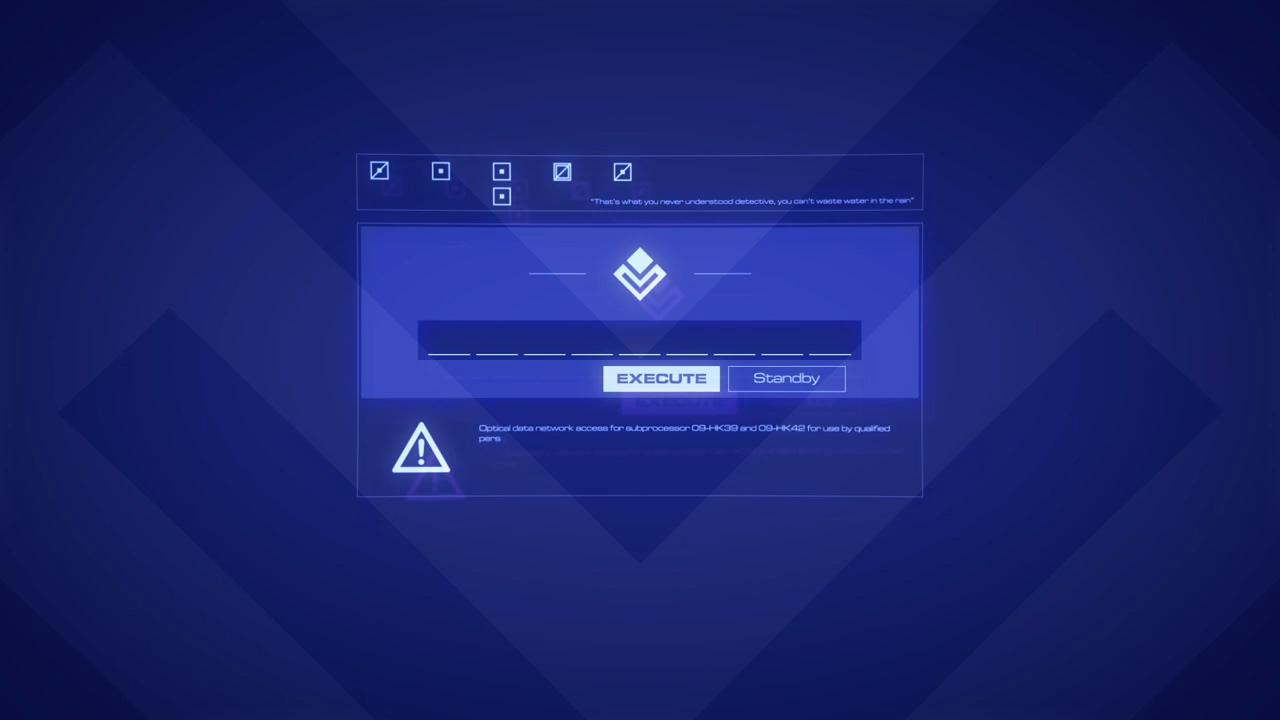 "That's what you never understood detective, you can't waste water in the rain"
EXECUTE
Standby
Optical data network access for subprocessor 09-HK39 and 09-HK42 for use by qualified
pers